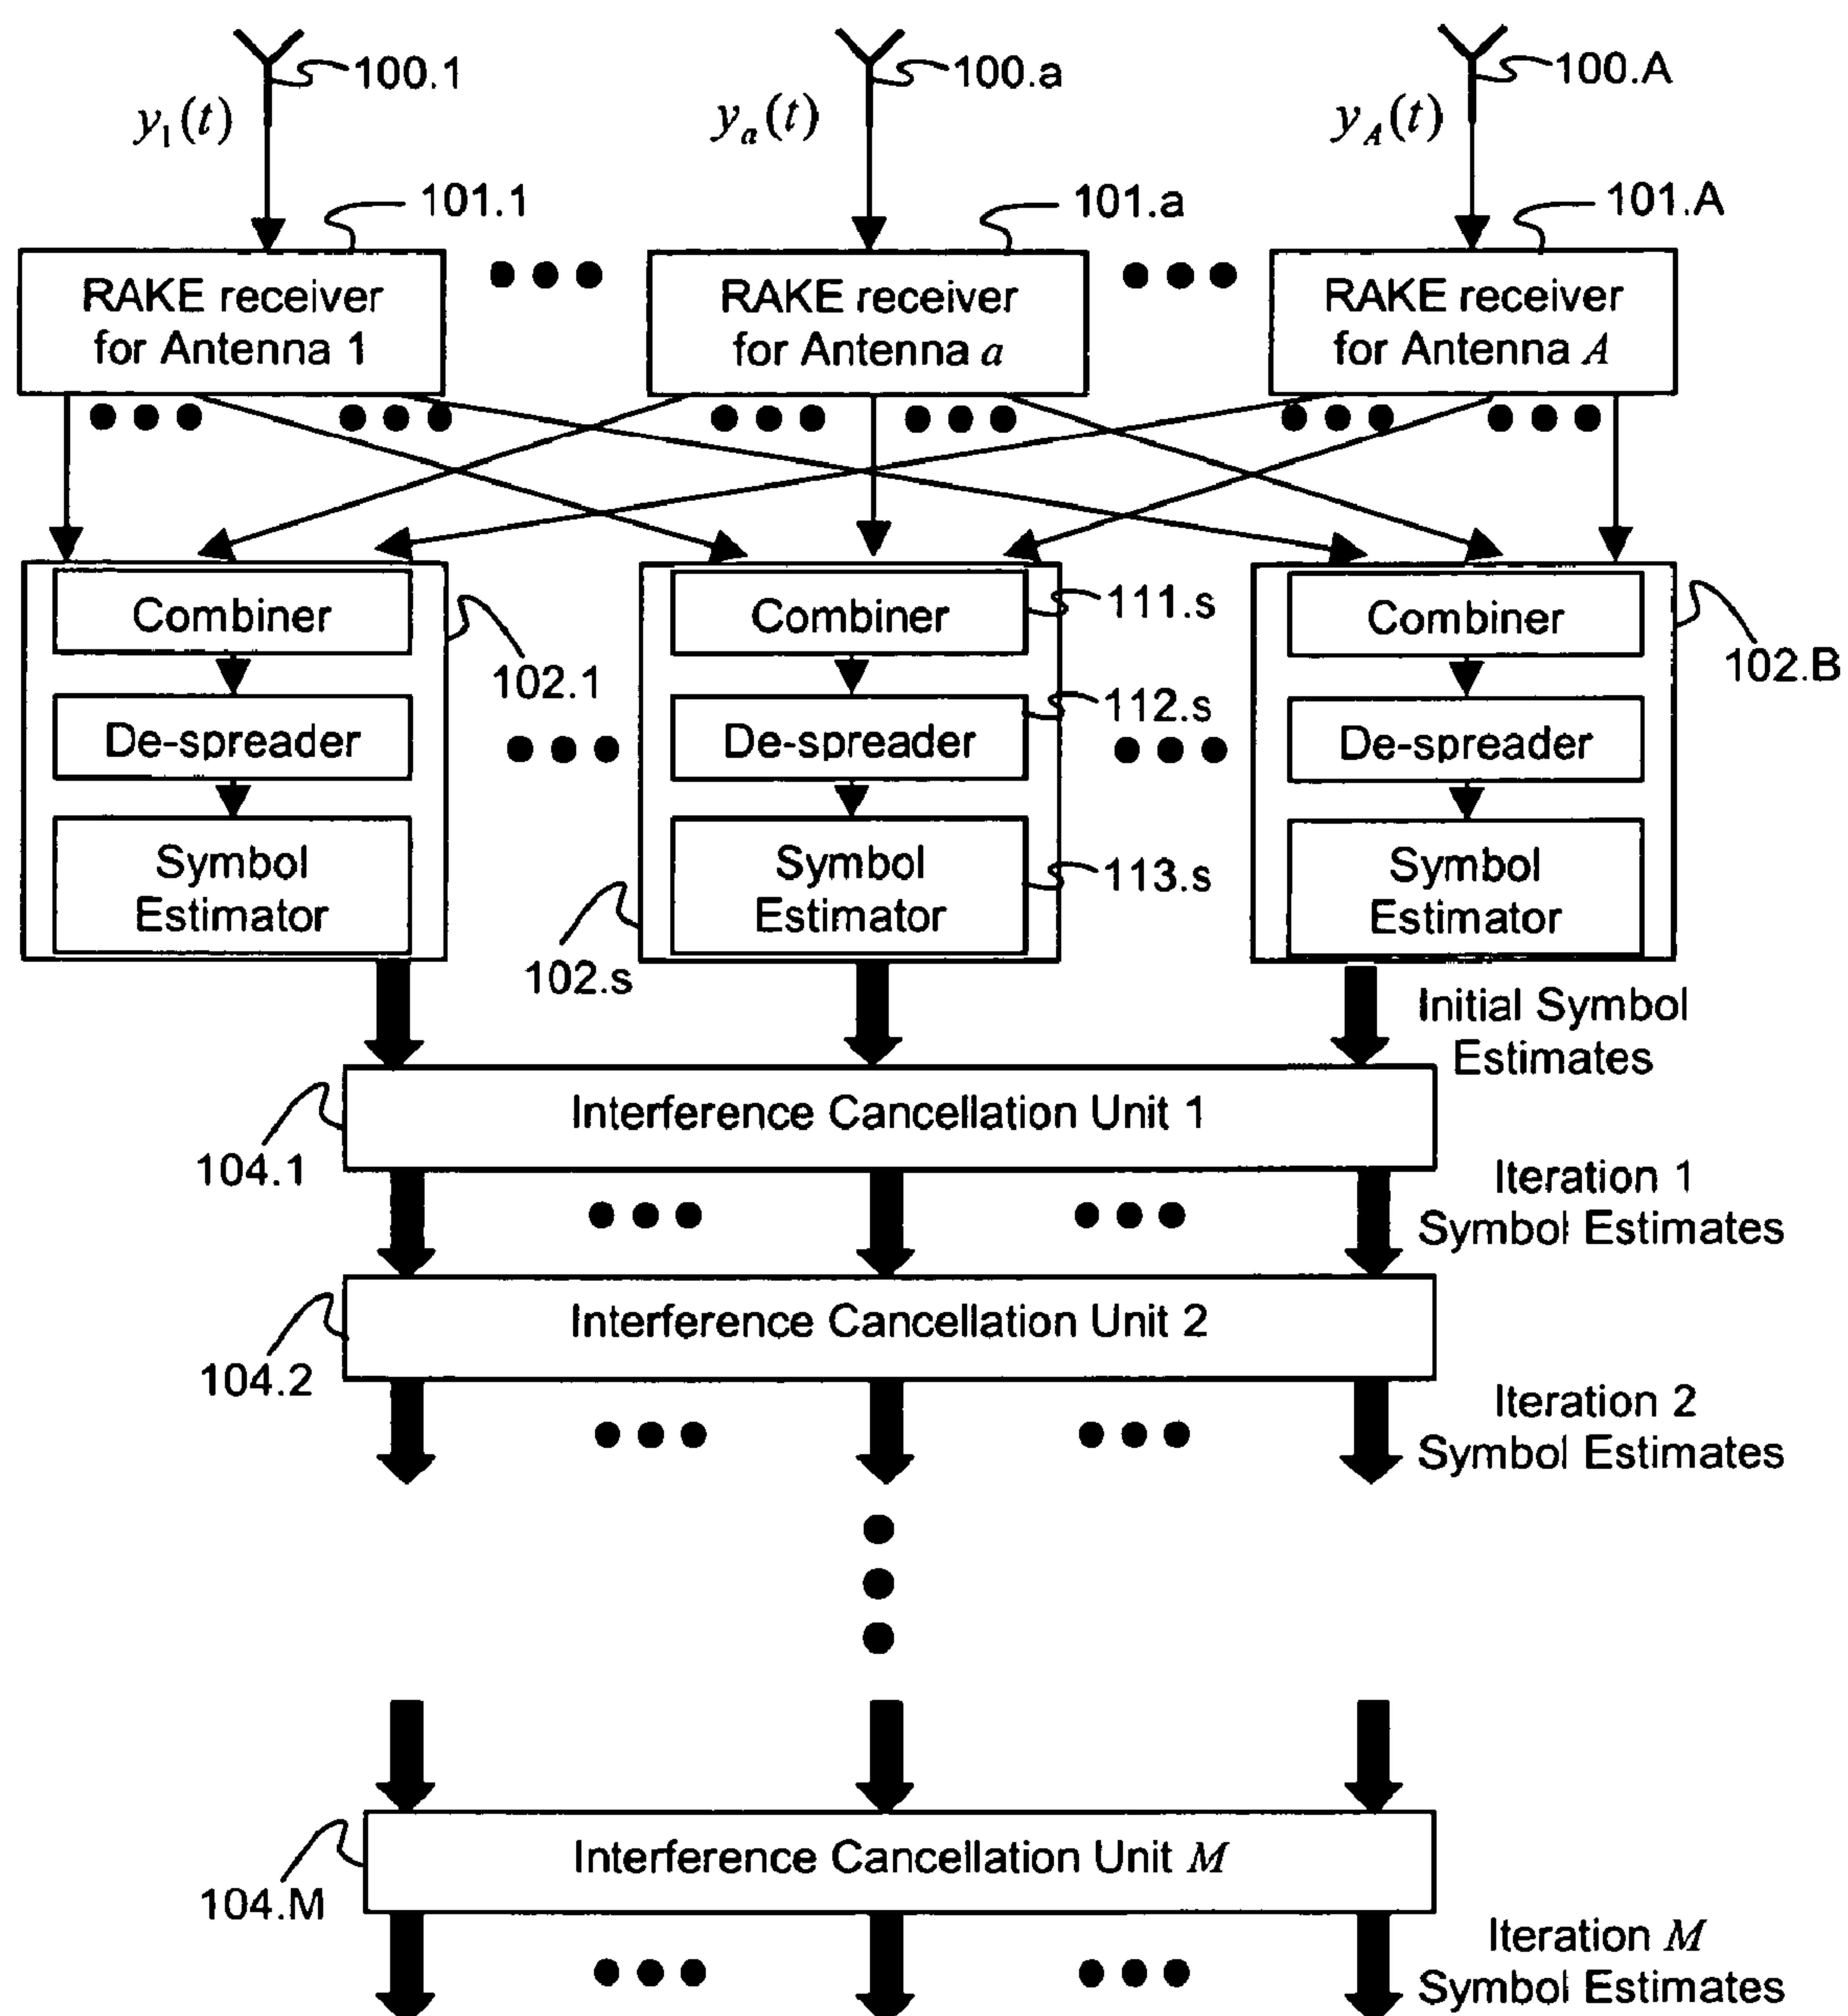 100.1
100.a
100.A
y₁(t)
yₐ(t)
y_A(t)
101.1
101.a
101.A
RAKE receiver
for Antenna 1
RAKE receiver
for Antenna a
RAKE receiver
for Antenna A
Combiner
De-spreader
Symbol
Estimator
102.1
Combiner
111.s
De-spreader
112.s
Symbol
Estimator
113.s
102.s
Combiner
De-spreader
Symbol
Estimator
102.B
Initial Symbol
Estimates
Interference Cancellation Unit 1
104.1
Iteration 1
Symbol Estimates
Interference Cancellation Unit 2
104.2
Iteration 2
Symbol Estimates
Interference Cancellation Unit M
104.M
Iteration M
Symbol Estimates